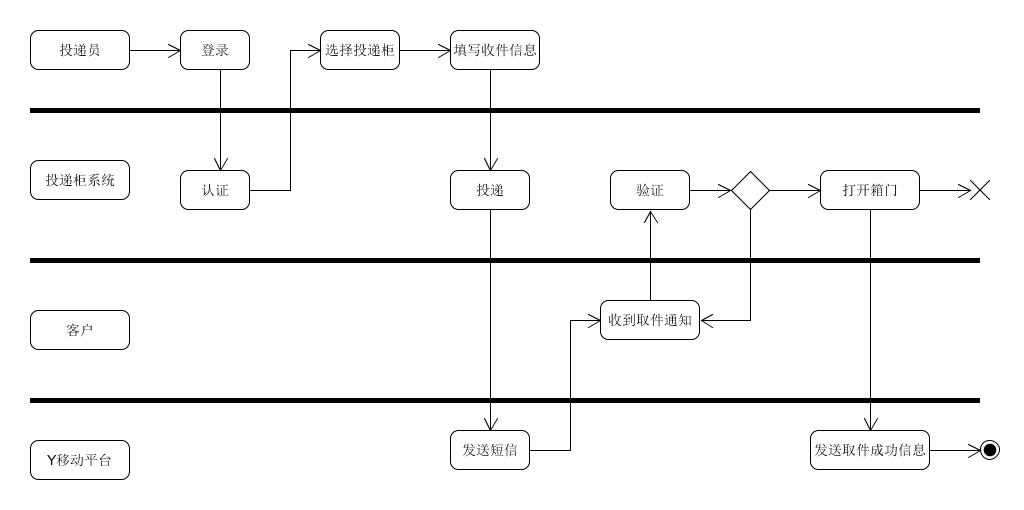 投递员
登录
选择投递柜
填写收件信息
投递柜系统
认证
投递
验证
打开箱门
客户
收到取件通知
Y移动平台
发送短信
发送取件成功信息